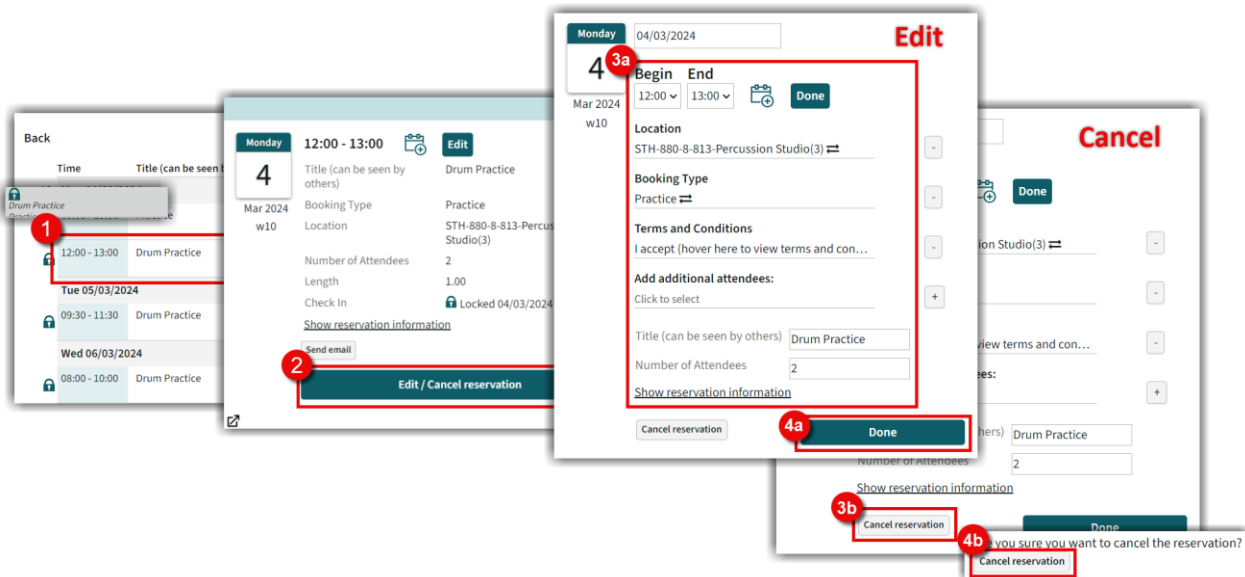 Back
Time Title (can be seen
Drum Practice
1
12:00 - 13:00 Drum Practice
Tue 05/03/2024
09:30 - 11:30 Drum Practice
Wed 06/03/2024
08:00 - 10:00 Drum Practice
Monday
4
Mar 2024
w10
12:00 - 13:00 Edit
Title (can be seen by
others) Drum Practice
Booking Type Practice
Location STH-880-8-813-Percus
Studio(3)
Number of Attendees 2
Length 1.00
Check In Locked 04/03/2024
Show reservation information
Send email
2
Edit / Cancel reservation
Edit
Monday
4
Mar 2024
w10
04/03/2024
3a
Begin End
12:00 13:00 Done
Location
STH-880-8-813-Percussion Studio(3)
-
Booking Type
Practice
-
Terms and Conditions
I accept (hover here to view terms and con...
-
Add additional attendees:
Click to select
+
Title (can be seen by others) Drum Practice
Number of Attendees 2
Show reservation information
Cancel reservation
4a
Done
Cancel
Done
Studio(3)
-
-
view terms and con...
-
+
Drum Practice
Number of Attendees 2
Show reservation information
3b
Cancel reservation
Done
4b
you sure you want to cancel the reservation?
Cancel reservation